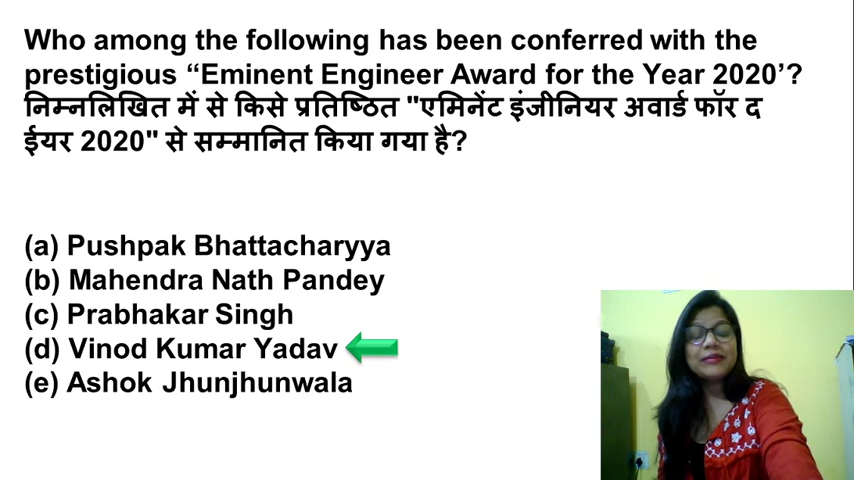 Who among the following has been conferred with the
prestigious “Eminent Engineer Award for the Year 2020’?
निम्नलिखित में से किसे प्रतिष्ठित "एमिनेंट इंजीनियर अवार्ड फॉर द
ईयर 2020" से सम्मानित किया गया है?
(a) Pushpak Bhattacharyya
(b) Mahendra Nath Pandey
(c) Prabhakar Singh
(d) Vinod Kumar Yadav
(e) Ashok Jhunjhunwala